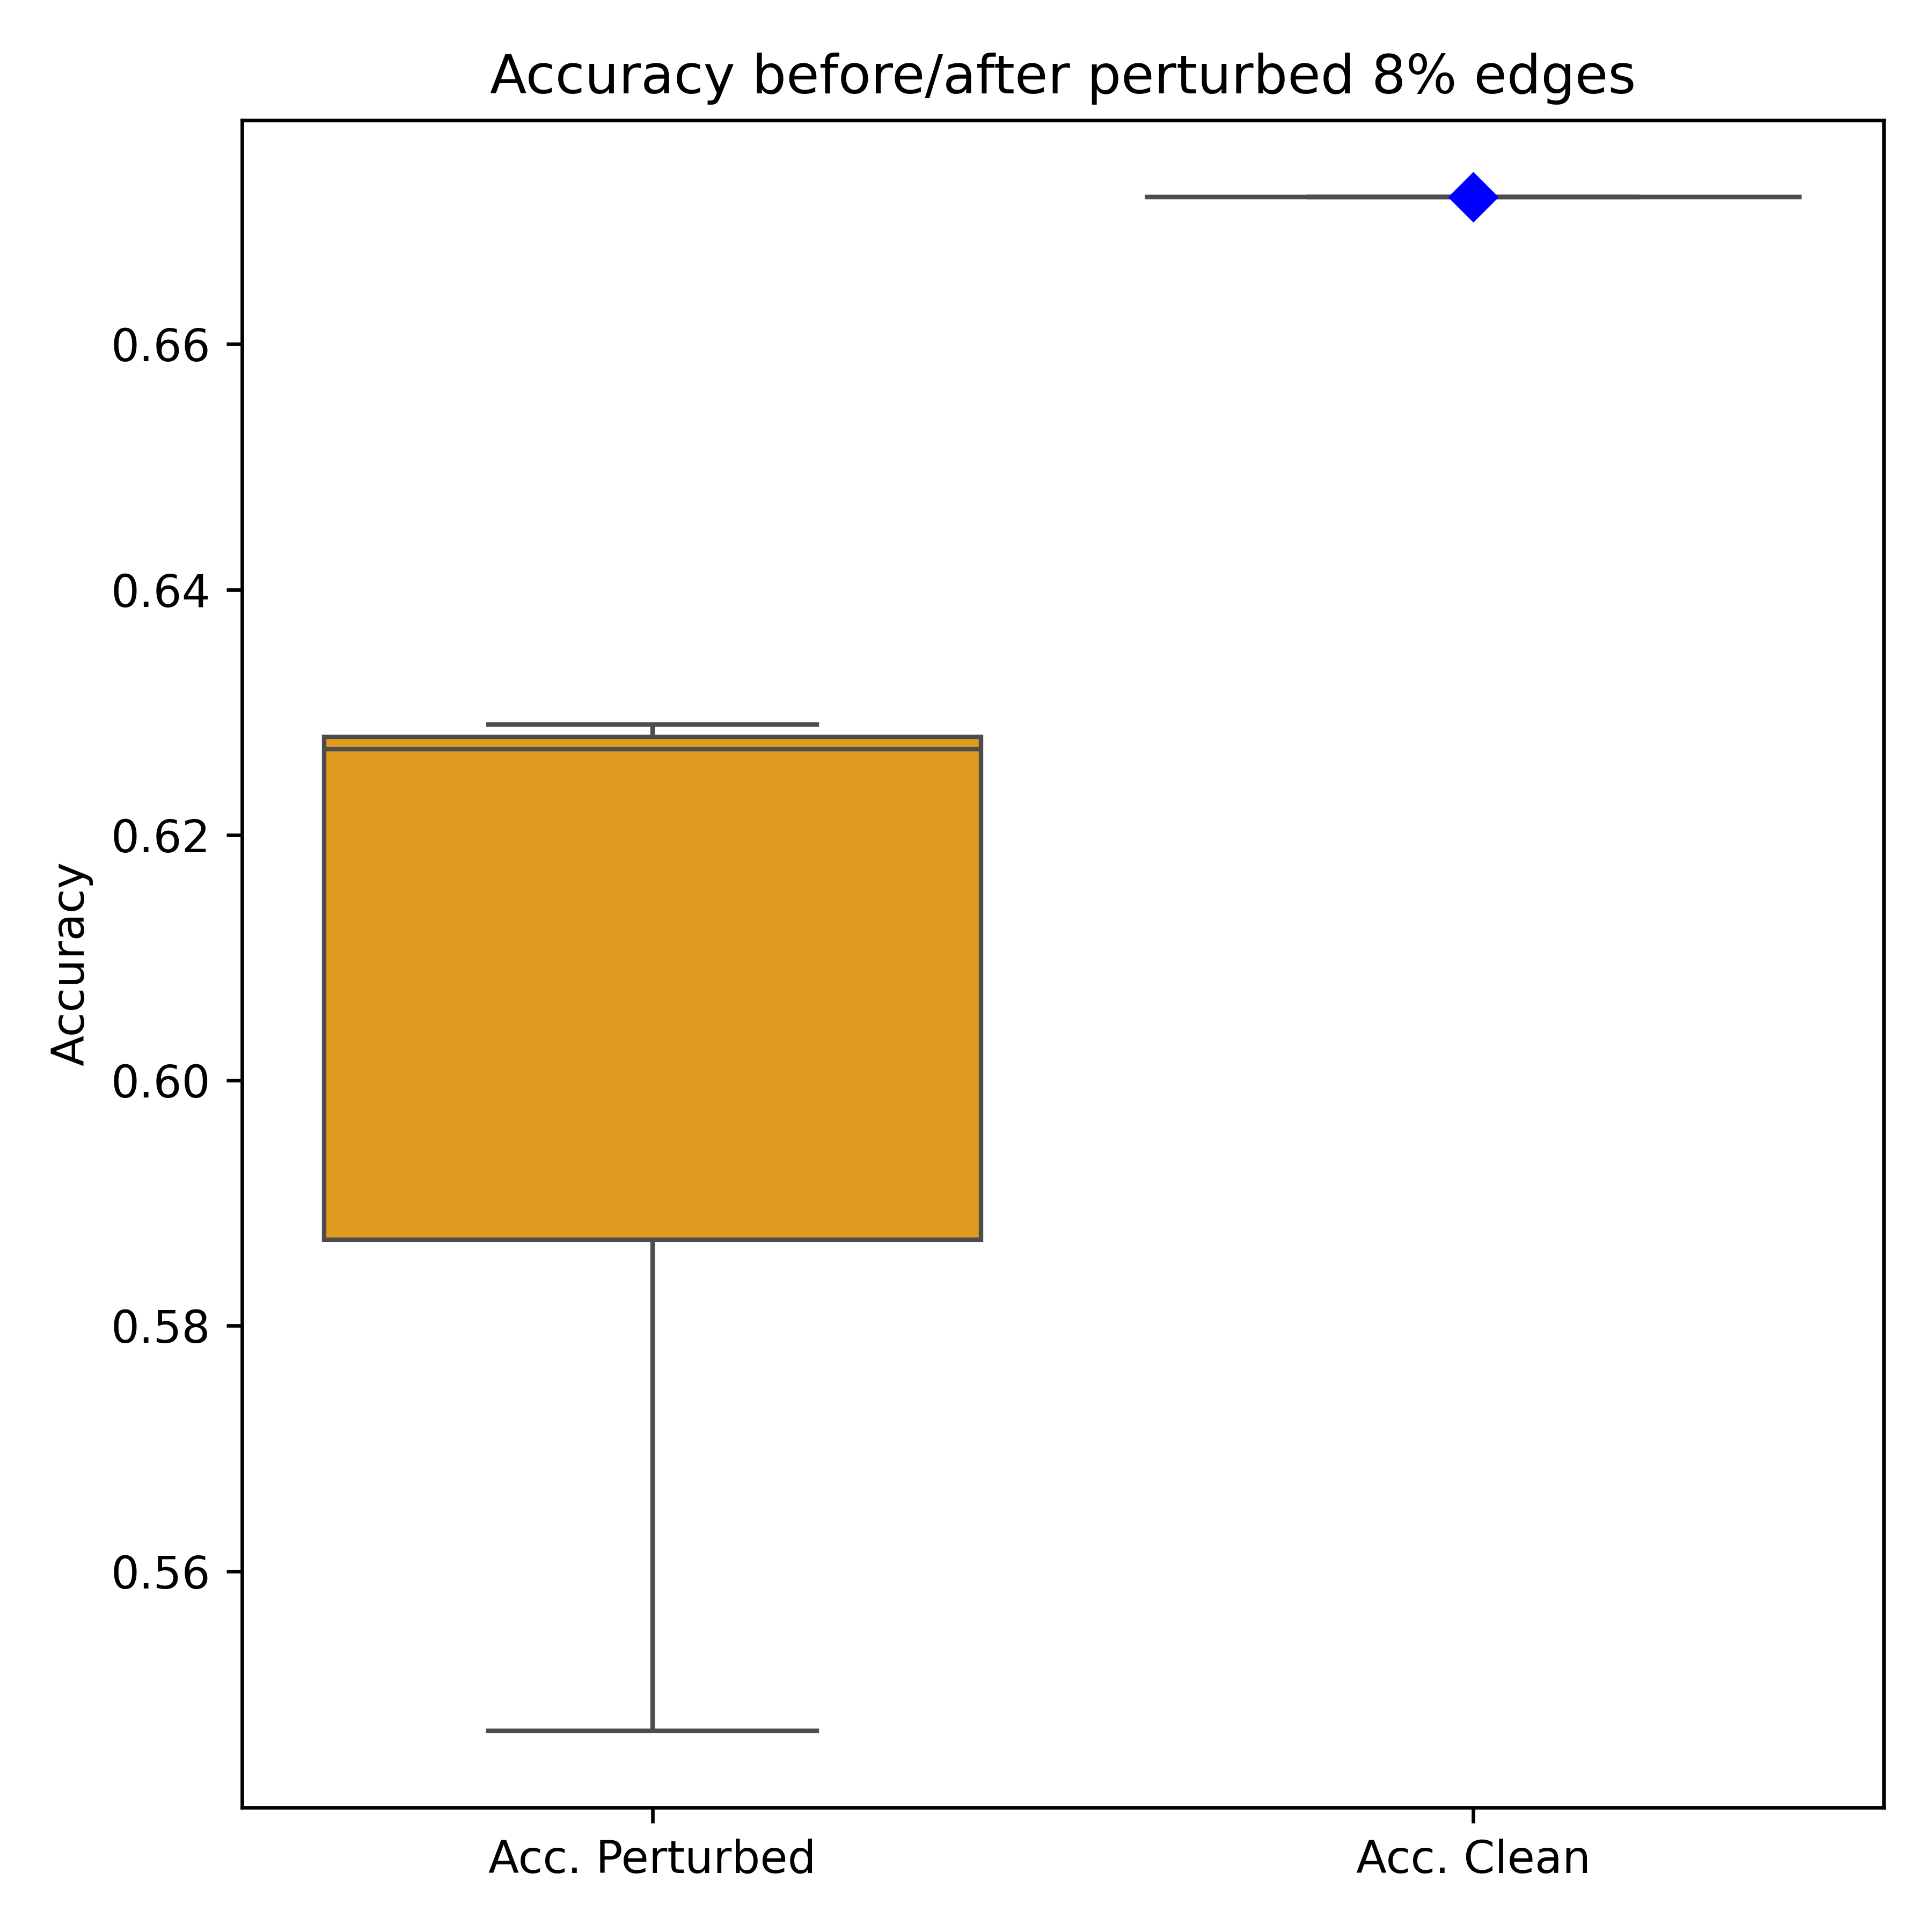 Accuracy before/after perturbed 8% edges
Accuracy
0.66
0.64
0.62
0.60
0.58
0.56
Acc. Perturbed
Acc. Clean